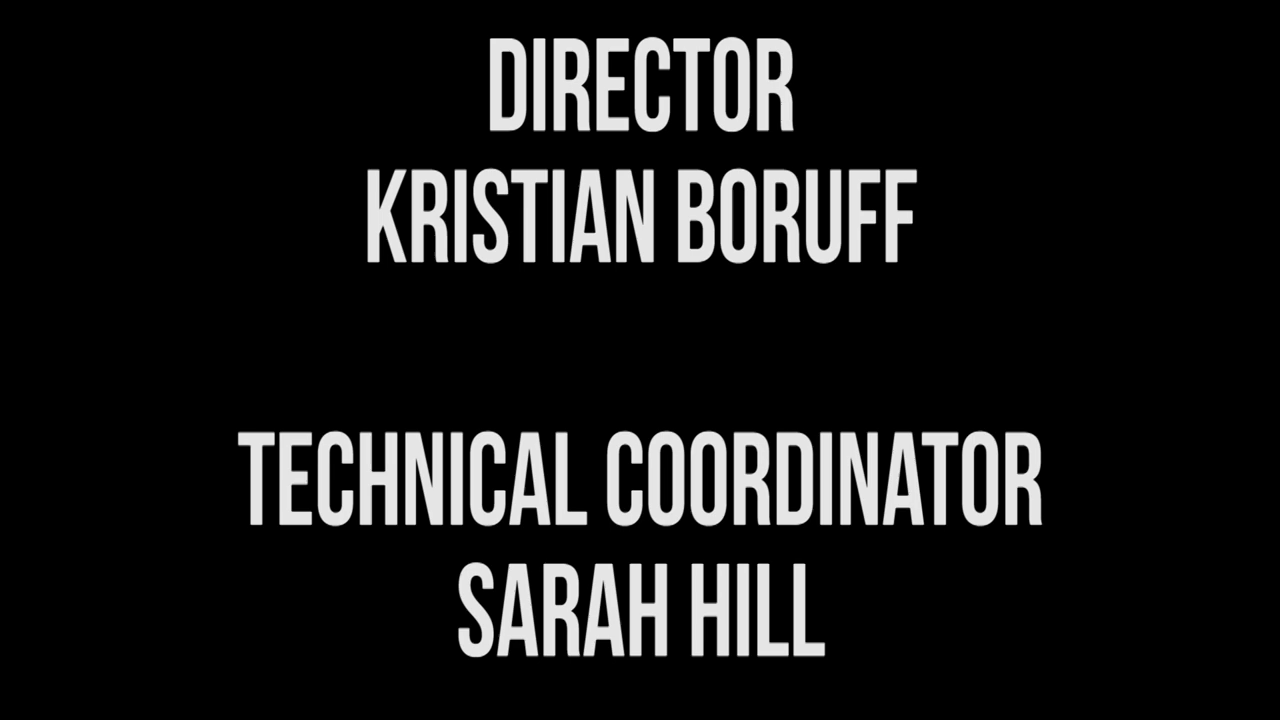 DIRECTOR
KRISTIAN BORUFF
TECHNICAL COORDINATOR
SARAH HILL